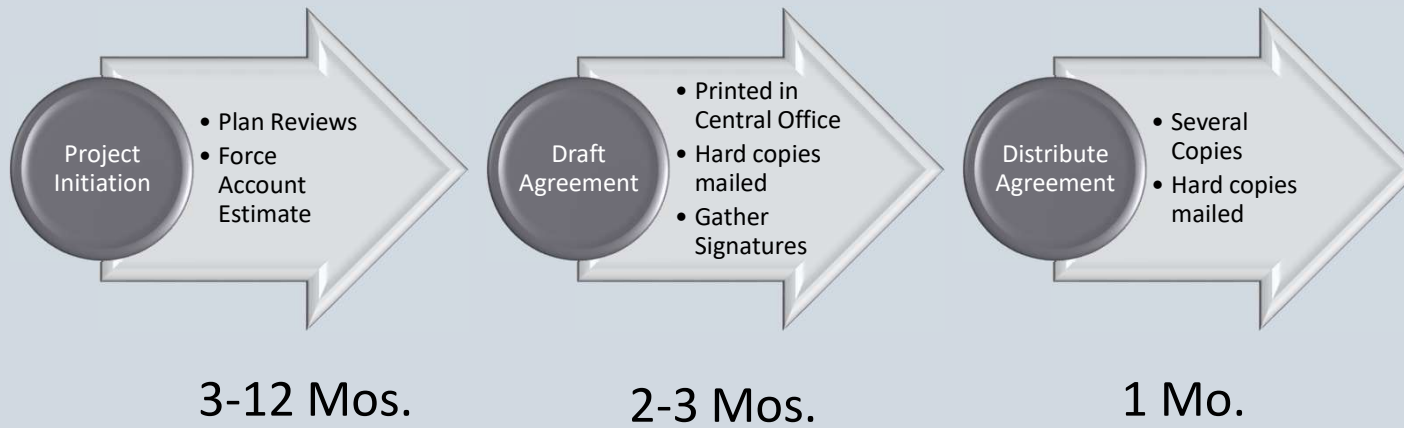 Project
Initiation
• Plan Reviews
• Force
Account
Estimate
Draft
Agreement
• Printed in
Central Office
• Hard copies
mailed
• Gather
Signatures
Distribute
Agreement
• Several
Copies
• Hard copies
mailed
3-12 Mos.
2-3 Mos.
1 Mo.